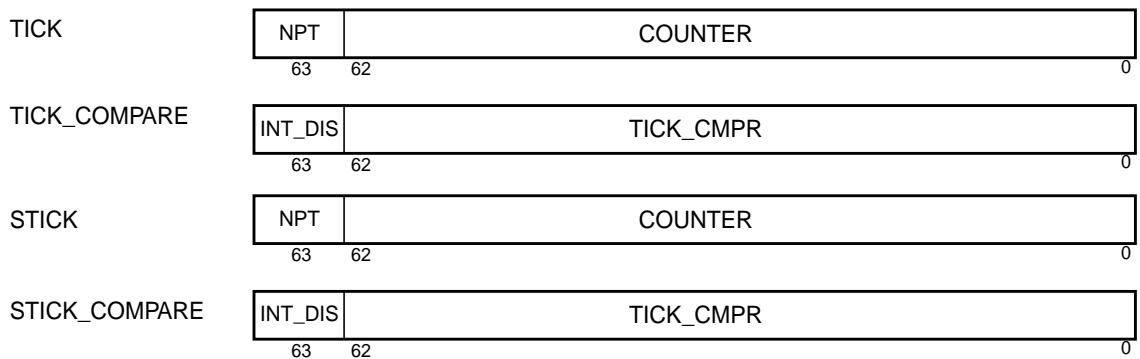 TICK NPT COUNTER
63 62 0
TICK_COMPARE INT_DIS TICK_CMPR
63 62 0
STICK NPT COUNTER
63 62 0
STICK_COMPARE INT_DIS TICK_CMPR
63 62 0